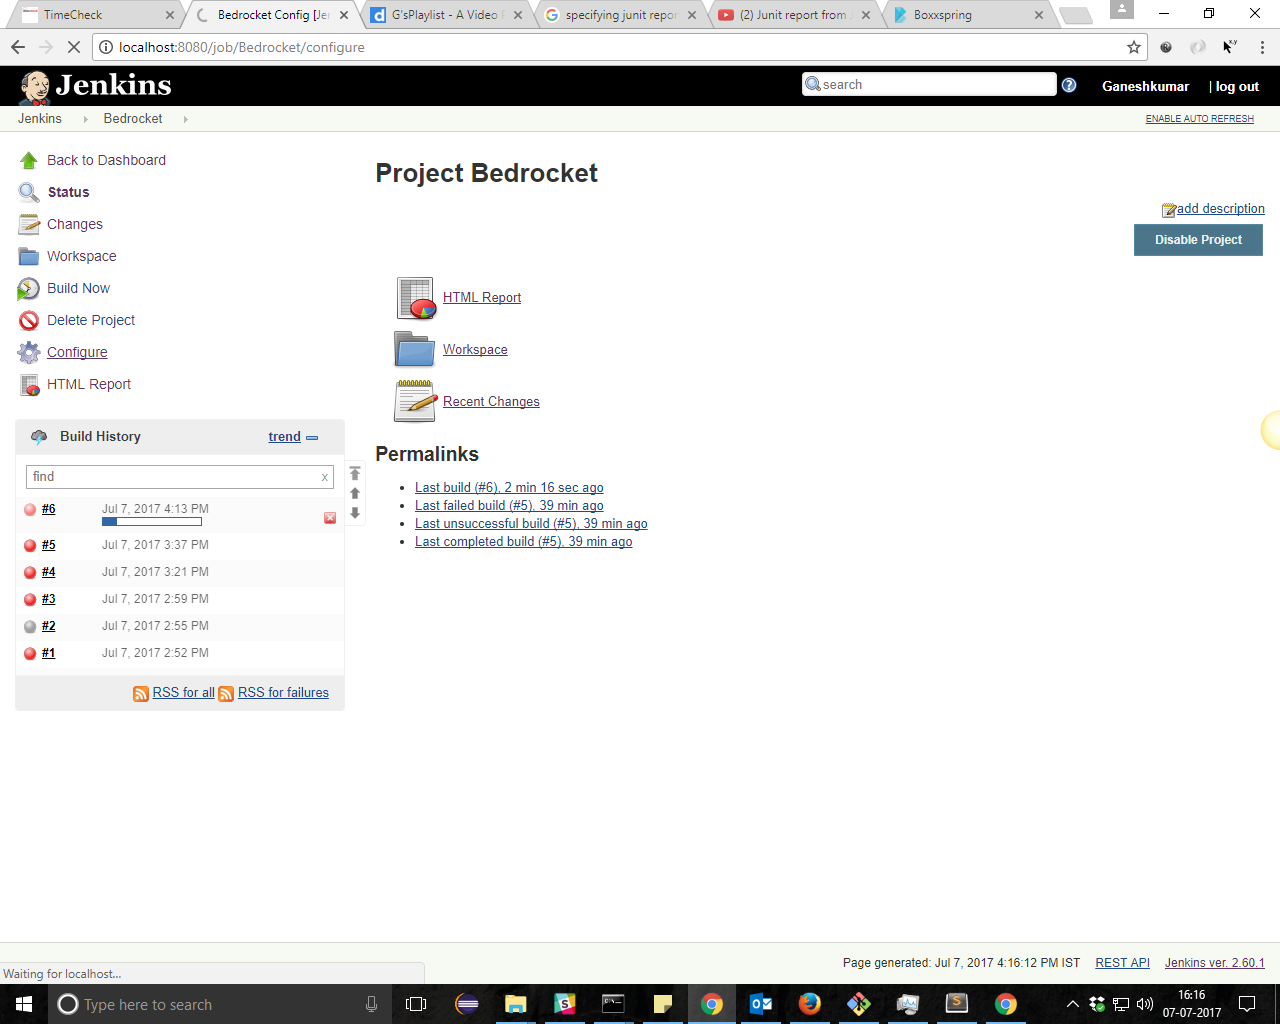 TimeCheck
Bedrocket Config [Jen
G'sPlaylist - A Video P
specifying junit repor
(2) Junit report from
Boxxspring
localhost:8080/job/Bedrocket/configure
x,y
Jenkins
search
Ganeshkumar | log out
Jenkins Bedrocket
ENABLE AUTO REFRESH
Back to Dashboard
Status
Changes
Workspace
Build Now
Delete Project
Configure
HTML Report
Project Bedrocket
add description
Disable Project
HTML Report
Workspace
Recent Changes
Permalinks
Last build (#6), 2 min 16 sec ago
Last failed build (#5), 39 min ago
Last unsuccessful build (#5), 39 min ago
Last completed build (#5), 39 min ago
Build History trend
find x
#6 Jul 7, 2017 4:13 PM
#5 Jul 7, 2017 3:37 PM
#4 Jul 7, 2017 3:21 PM
#3 Jul 7, 2017 2:59 PM
#2 Jul 7, 2017 2:55 PM
#1 Jul 7, 2017 2:52 PM
RSS for all RSS for failures
Page generated: Jul 7, 2017 4:16:12 PM IST REST API Jenkins ver. 2.60.1
Waiting for localhost...
Type here to search
16:16
07-07-2017